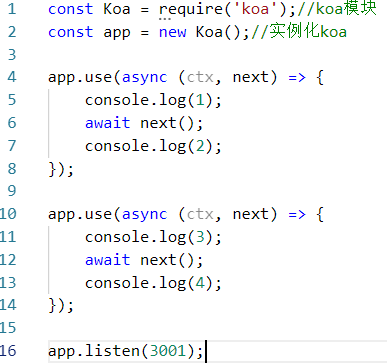 1 const Koa = require('koa');//koa模块
2 const app = new Koa();//实例化koa
3
4 app.use(async (ctx, next) => {
5     console.log(1);
6     await next();
7     console.log(2);
8 });
9
10 app.use(async (ctx, next) => {
11     console.log(3);
12     await next();
13     console.log(4);
14 });
15
16 app.listen(3001);